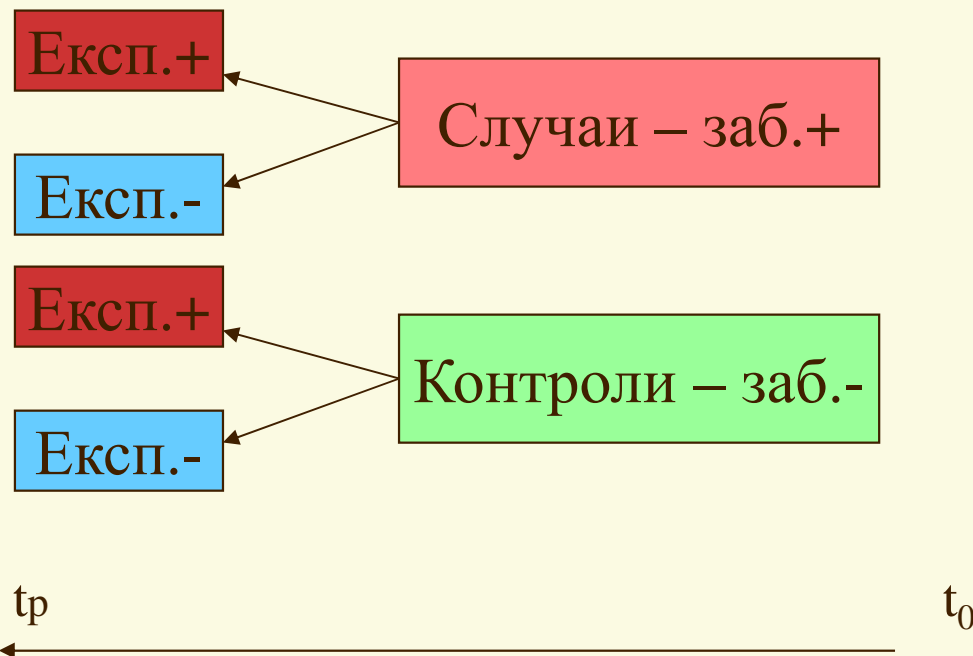 Експ.+
Случаи – заб.+
Експ.-
Експ.+
Контроли – заб.-
Експ.-
tp
t₀